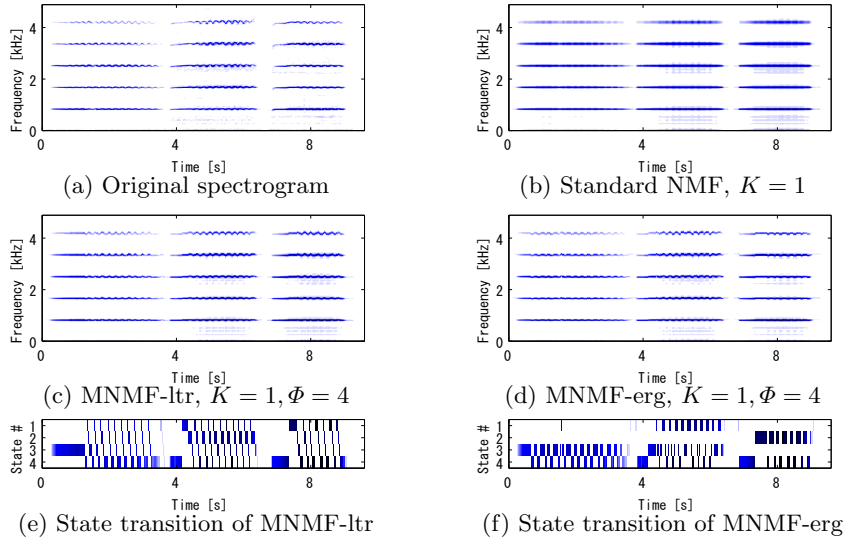 Frequency [kHz]
4
2
0
0 4 8
Time [s]
(a) Original spectrogram
Frequency [kHz]
4
2
0
0 4 8
Time [s]
(b) Standard NMF, K = 1
Frequency [kHz]
4
2
0
0 4 8
Time [s]
(c) MNMF-ltr, K = 1, Φ = 4
Frequency [kHz]
4
2
0
0 4 8
Time [s]
(d) MNMF-erg, K = 1, Φ = 4
State #
1
2
3
4
0 4 8
Time [s]
(e) State transition of MNMF-ltr
State #
1
2
3
4
0 4 8
Time [s]
(f) State transition of MNMF-erg